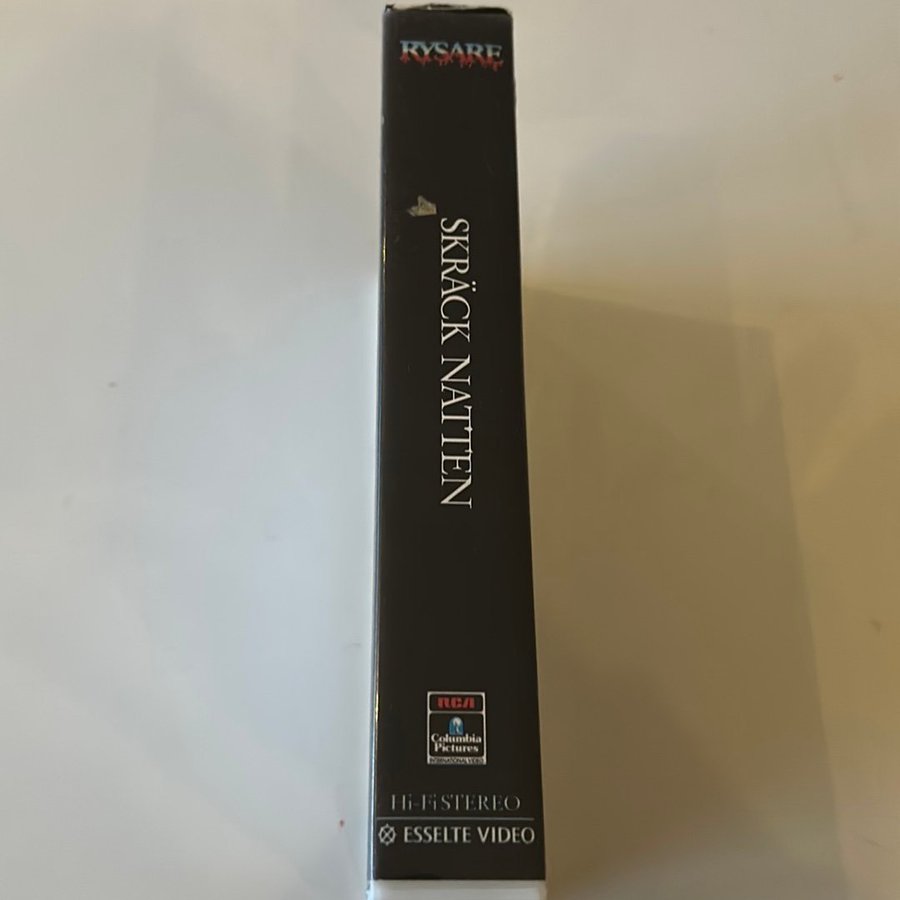 RYSARE
SKRÄCK NATTEN
RCA
Columbia
Pictures
INTERNATIONAL VIDEO
Hi-Fi STEREO
ESSELTE VIDEO